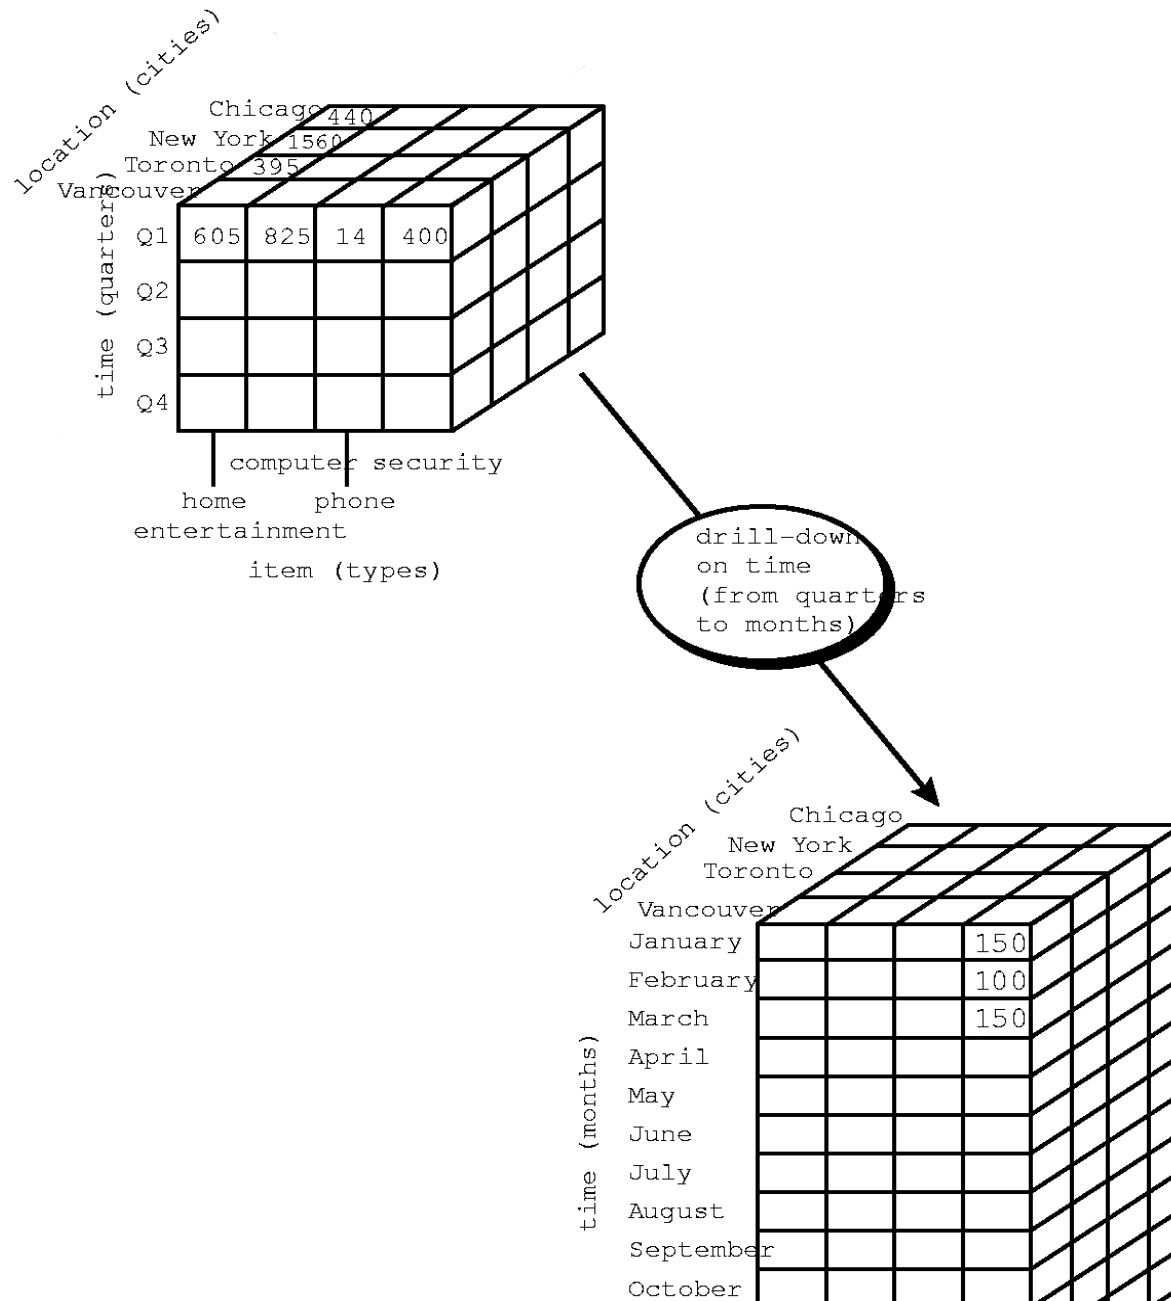 location (cities)
Chicago 440
New York 1560
Toronto 395
Vancouver
time (quarters)
Q1 605 825 14 400
Q2
Q3
Q4
computer security
home phone
entertainment
item (types)
drill-down
on time
(from quarters
to months)
location (cities)
Chicago
New York
Toronto
Vancouver
January 150
February 100
March 150
April
May
June
July
August
September
October
time (months)